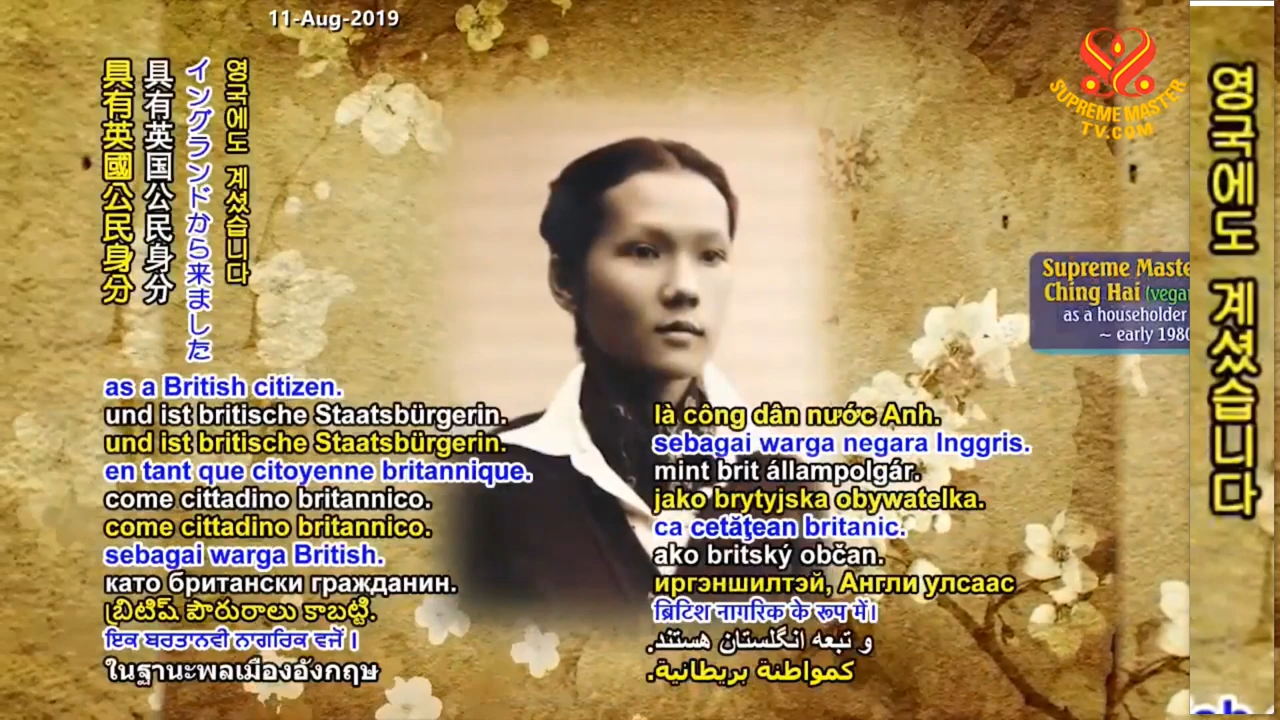 11-Aug-2019
SUPREME MASTER
TV.COM
영국에도 계셨습니다
イングランドから来ました
具有英国公民身分
具有英國公民身分
Supreme Maste
Ching Hai (vegan
as a householder
~ early 1980
as a British citizen.
und ist britische Staatsbürgerin.
und ist britische Staatsbürgerin.
en tant que citoyenne britannique.
come cittadino britannico.
come cittadino britannico.
sebagai warga British.
като британски гражданин.
బ్రిటిష్ పౌరురాలు కాబట్టి.
ਇਕ ਬਰਤਾਨਵੀ ਨਾਗਰਿਕ ਵਜੋਂ।
ในฐานะพลเมืองอังกฤษ
là công dân nước Anh.
sebagai warga negara Inggris.
mint brit állampolgár.
jako brytyjska obywatelka.
ca cetăţean britanic.
ako britský občan.
иргэншилтэй, Англи улсаас
ब्रिटिश नागरिक के रूप में।
و تبعه انگلستان هستند.
كمواطنة بريطانية.
영국에도 계셨습니다